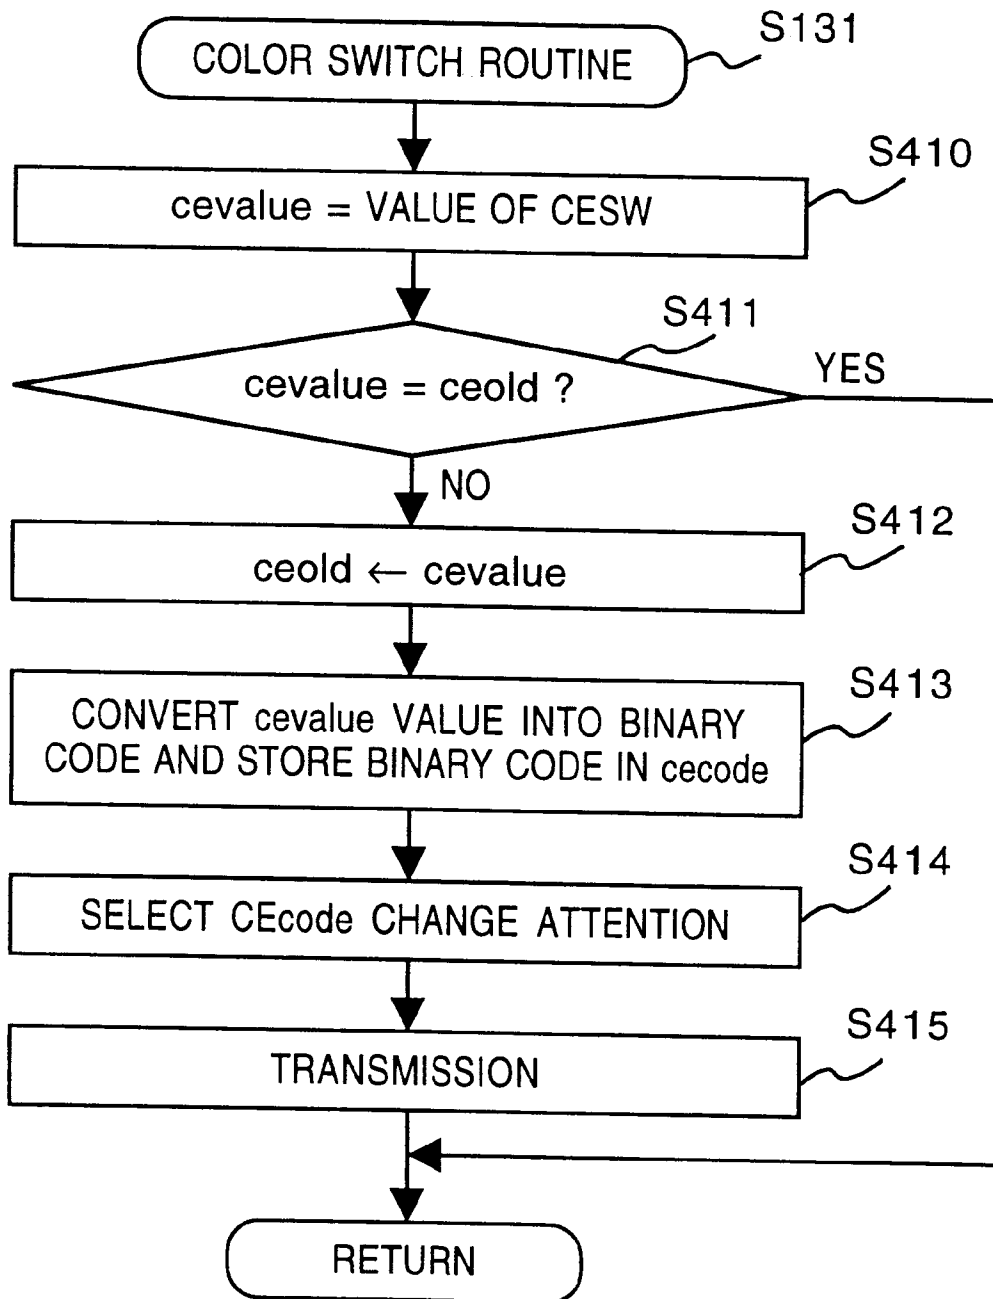 S131
COLOR SWITCH ROUTINE
S410
cevalue = VALUE OF CESW
S411
cevalue = ceold ?
YES
NO
S412
ceold ← cevalue
S413
CONVERT cevalue VALUE INTO BINARY
CODE AND STORE BINARY CODE IN cecode
S414
SELECT CEcode CHANGE ATTENTION
S415
TRANSMISSION
RETURN